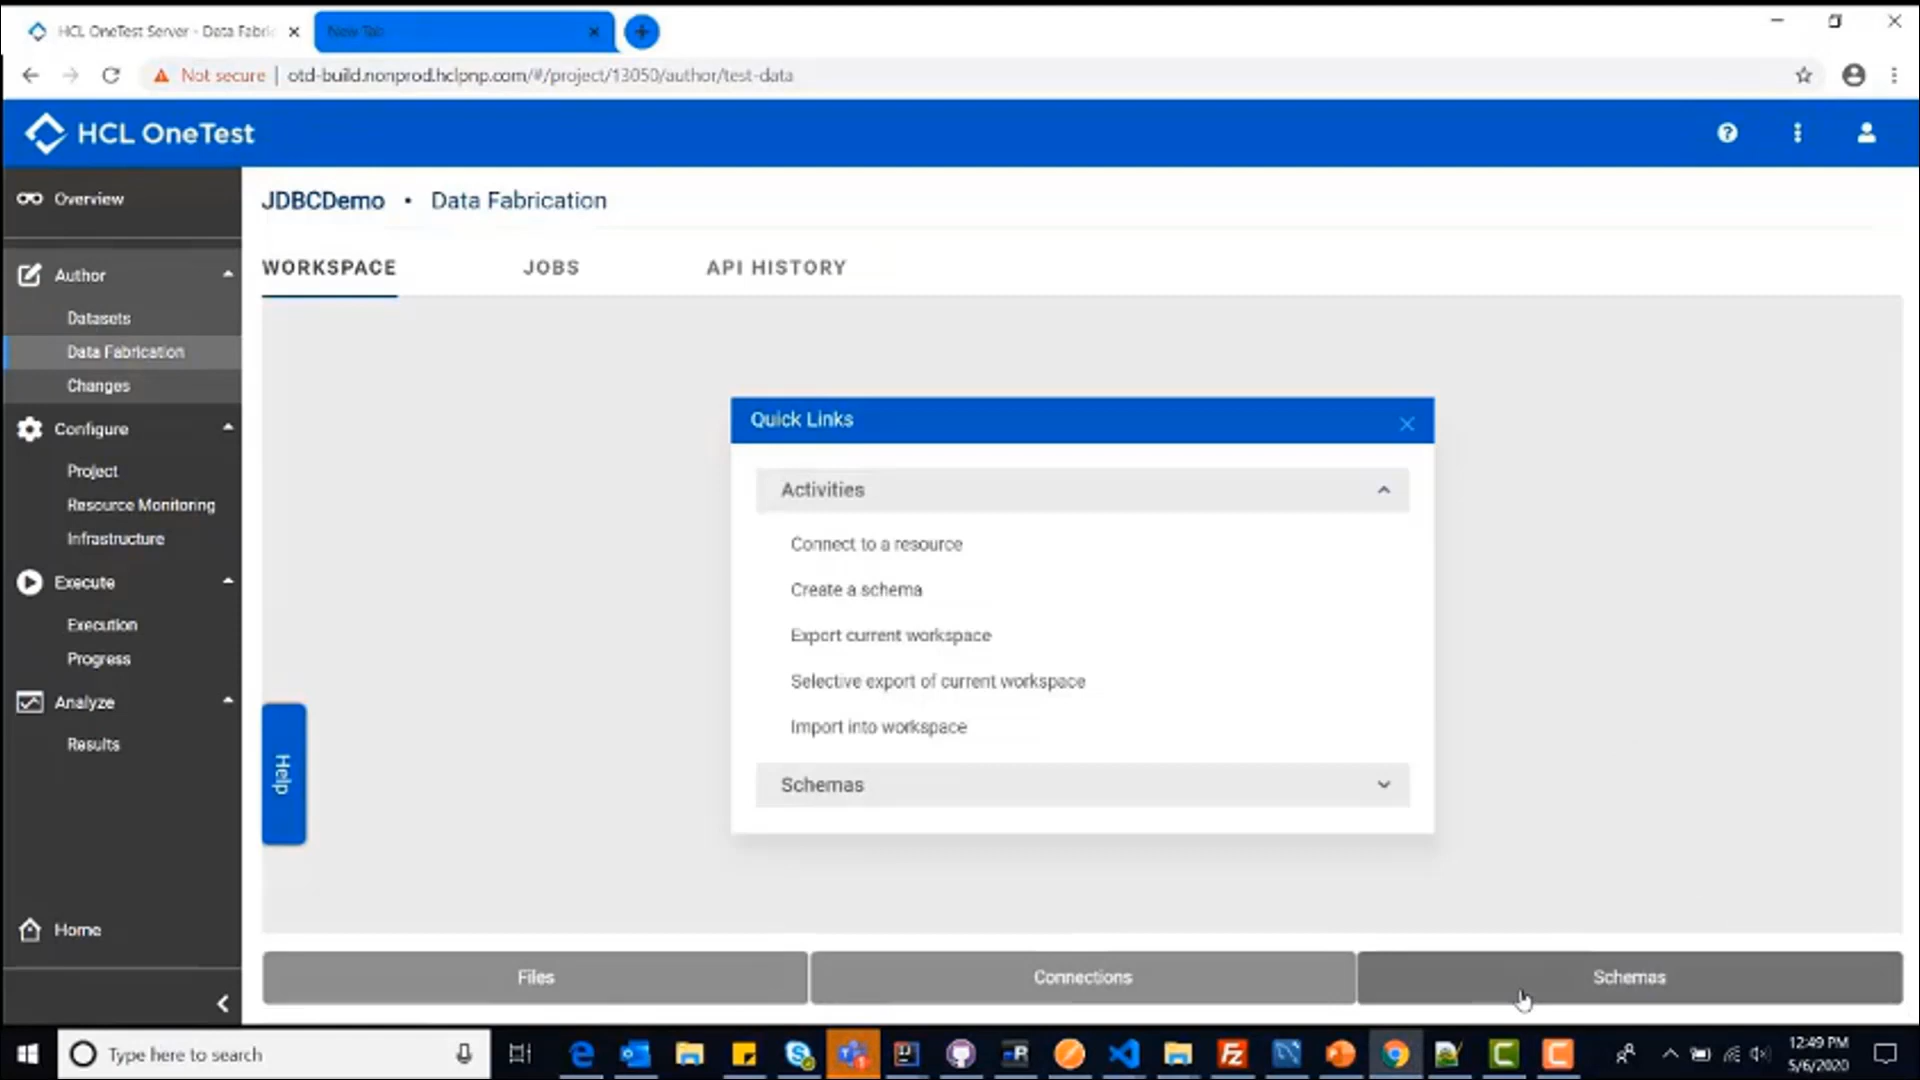 HCL OneTest Server - Data Fabri
New Tab
Not secure | otd-build.nonprod.hclpnp.com/#/project/13050/author/test-data
HCL OneTest
Overview
Author
Datasets
Data Fabrication
Changes
Configure
Project
Resource Monitoring
Infrastructure
Execute
Execution
Progress
Analyze
Results
Home
JDBCDemo • Data Fabrication
WORKSPACE JOBS API HISTORY
Quick Links
Activities
Connect to a resource
Create a schema
Export current workspace
Selective export of current workspace
Import into workspace
Schemas
Help
Files Connections Schemas
Type here to search
12:49 PM
5/6/2020